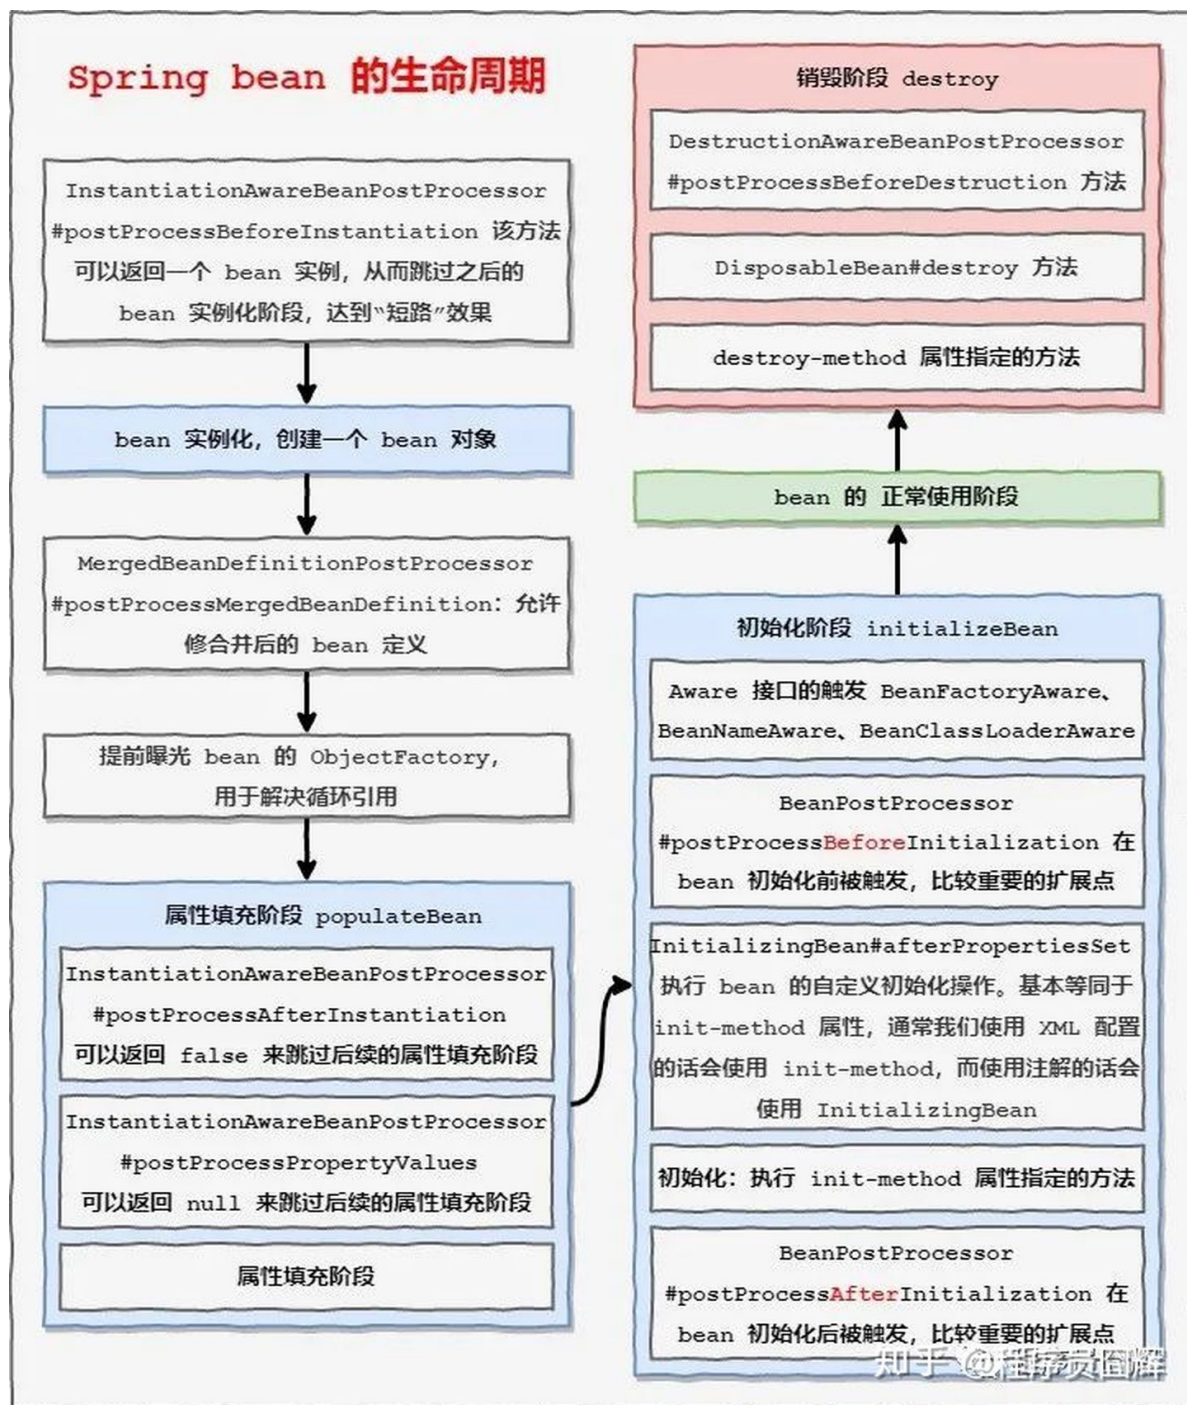 Spring bean 的生命周期
InstantiationAwareBeanPostProcessor
#postProcessBeforeInstantiation 该方法
可以返回一个 bean 实例，从而跳过之后的
bean 实例化阶段，达到“短路”效果
bean 实例化，创建一个 bean 对象
MergedBeanDefinitionPostProcessor
#postProcessMergedBeanDefinition：允许
修合并后的 bean 定义
提前曝光 bean 的 ObjectFactory，
用于解决循环引用
属性填充阶段 populateBean
InstantiationAwareBeanPostProcessor
#postProcessAfterInstantiation
可以返回 false 来跳过后续的属性填充阶段
InstantiationAwareBeanPostProcessor
#postProcessPropertyValues
可以返回 null 来跳过后续的属性填充阶段
属性填充阶段
初始化阶段 initializeBean
Aware 接口的触发 BeanFactoryAware、
BeanNameAware、BeanClassLoaderAware
BeanPostProcessor
#postProcessBeforeInitialization 在
bean 初始化前被触发，比较重要的扩展点
InitializingBean#afterPropertiesSet
执行 bean 的自定义初始化操作。基本等同于
init-method 属性，通常我们使用 XML 配置
的话会使用 init-method，而使用注解的话会
使用 InitializingBean
初始化：执行 init-method 属性指定的方法
BeanPostProcessor
#postProcessAfterInitialization 在
bean 初始化后被触发，比较重要的扩展点
bean 的 正常使用阶段
销毁阶段 destroy
DestructionAwareBeanPostProcessor
#postProcessBeforeDestruction 方法
DisposableBean#destroy 方法
destroy-method 属性指定的方法
知乎 @程序员囧辉